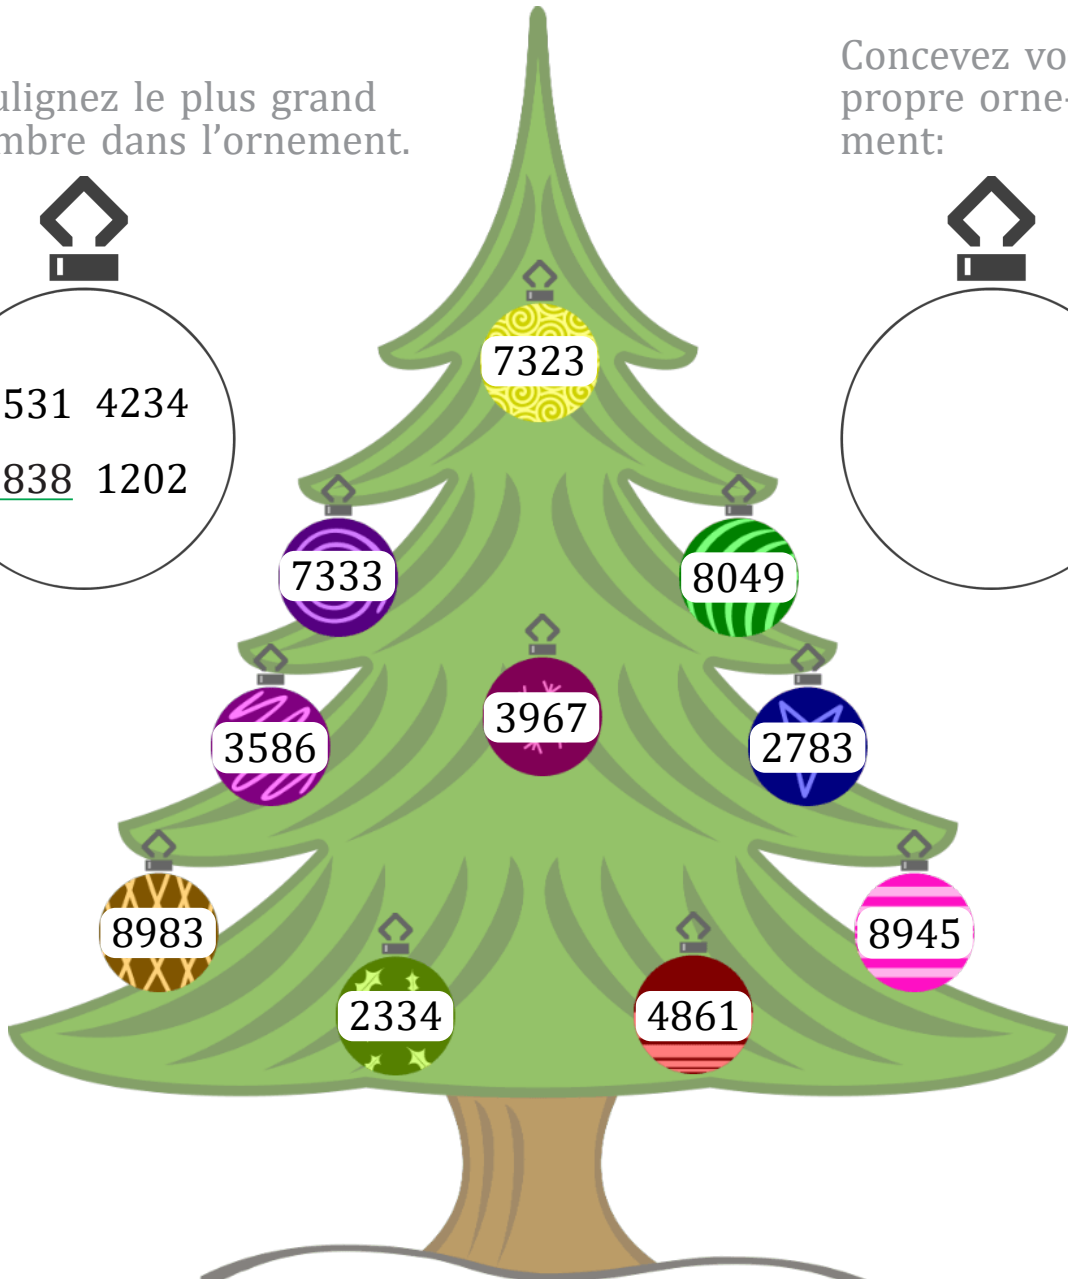 ulignez le plus grand
mbre dans l'ornement.
Concevez vo
propre orne-
ment:
531 4234
838 1202
7323
7333
8049
3586
3967
2783
8983
8945
2334
4861